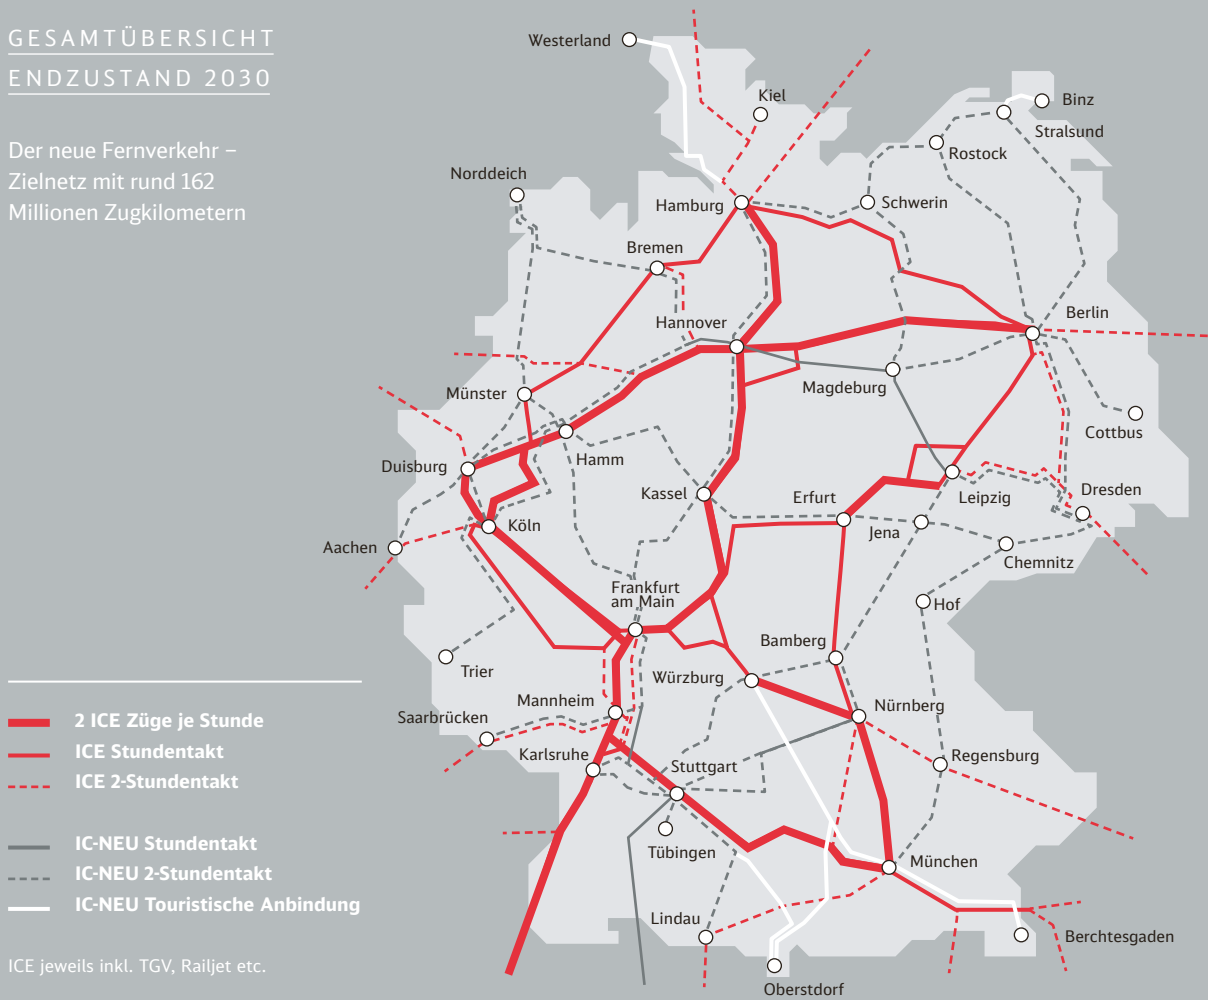 GESAMTÜBERSICHT
ENDZUSTAND 2030
Der neue Fernverkehr –
Zielnetz mit rund 162
Millionen Zugkilometern
Westerland
Kiel
Binz
Stralsund
Rostock
Norddeich
Hamburg
Schwerin
Bremen
Hannover
Berlin
Magdeburg
Münster
Cottbus
Duisburg
Hamm
Kassel
Erfurt
Leipzig
Dresden
Köln
Jena
Aachen
Chemnitz
Frankfurt
am Main
Hof
Bamberg
Trier
Würzburg
Mannheim
Nürnberg
Saarbrücken
Karlsruhe
Regensburg
Stuttgart
Tübingen
München
Lindau
Berchtesgaden
Oberstdorf
2 ICE Züge je Stunde
ICE Stundentakt
ICE 2-Stundentakt
IC-NEU Stundentakt
IC-NEU 2-Stundentakt
IC-NEU Touristische Anbindung
ICE jeweils inkl. TGV, Railjet etc.